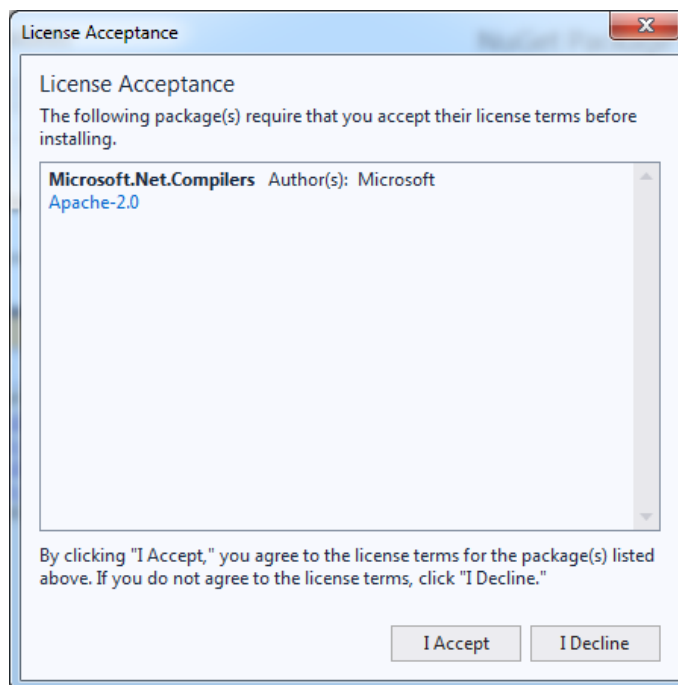 License Acceptance
License Acceptance
The following package(s) require that you accept their license terms before
installing.
Microsoft.Net.Compilers Author(s): Microsoft
Apache-2.0
By clicking "I Accept," you agree to the license terms for the package(s) listed
above. If you do not agree to the license terms, click "I Decline."
I Accept I Decline